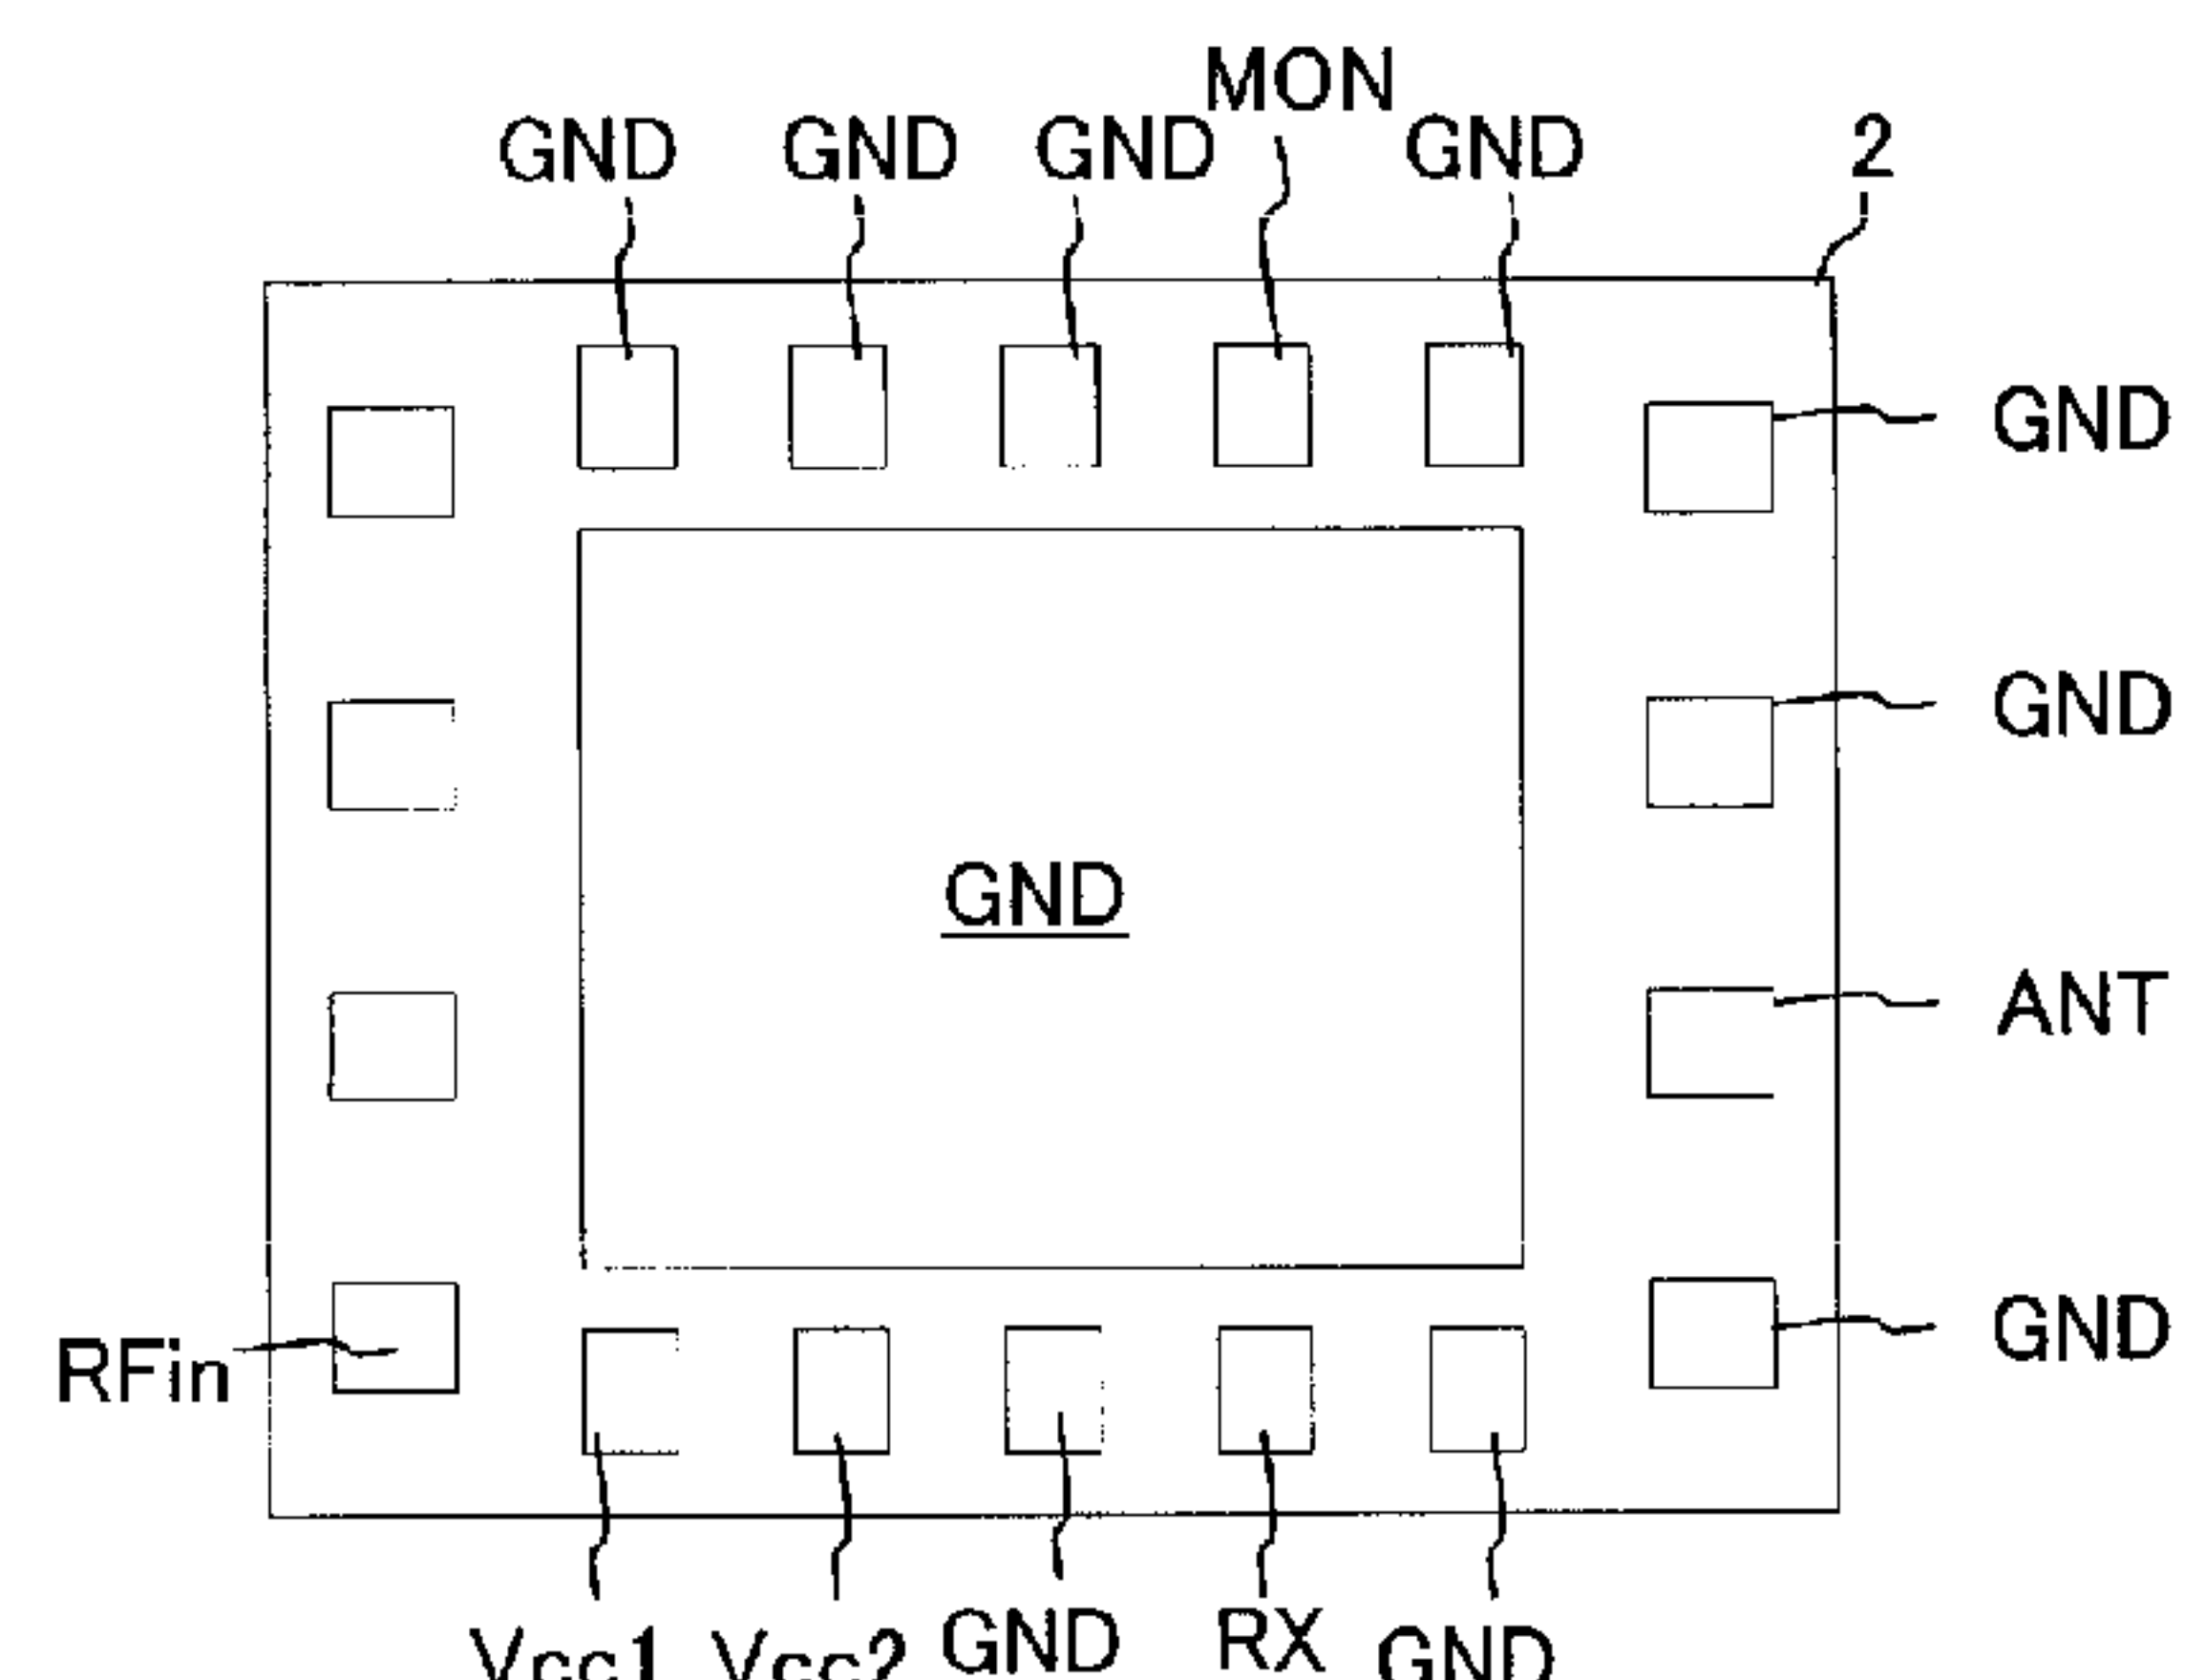 MON
GND GND GND GND 2
GND
GND
GND
ANT
GND
RFin
Vcc1 Vcc2 GND RX GND